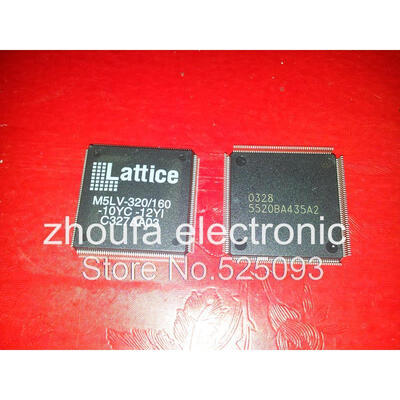 Lattice
M5LV-320/160
-10YC -12YI
0328
5520BA435A2
zhoufa electronic
Store No.525093